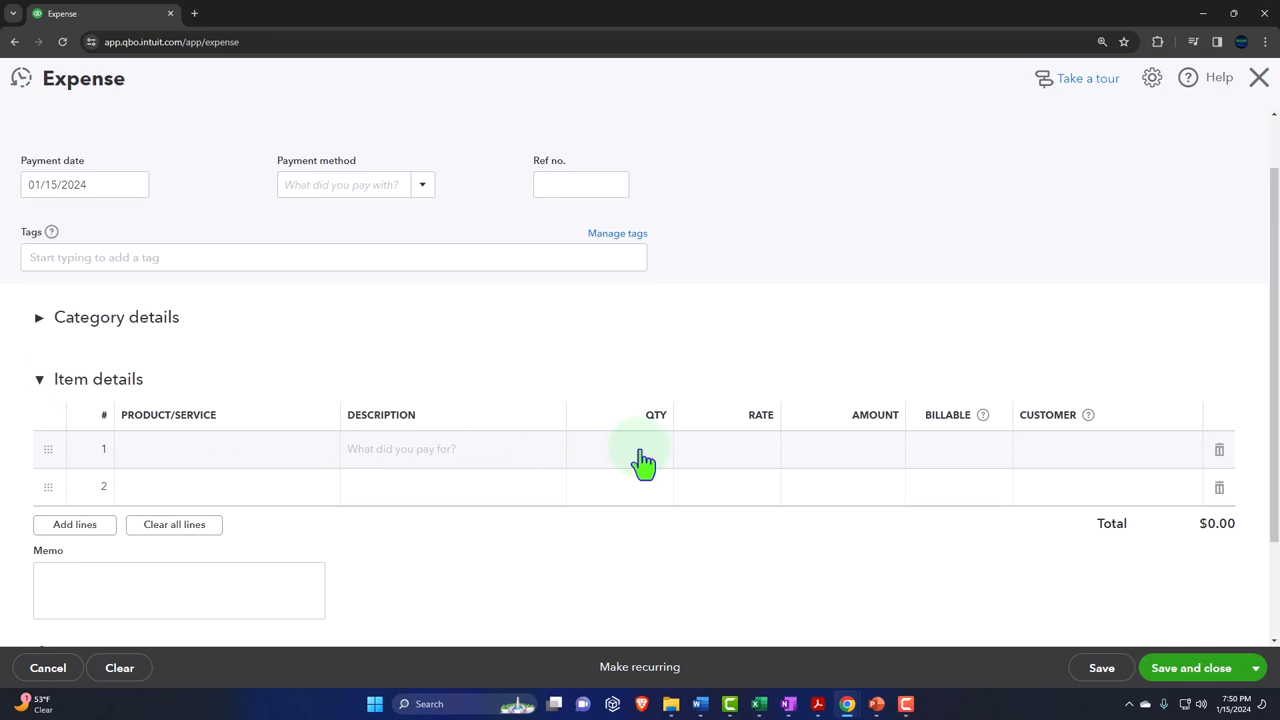 Expense
app.qbo.intuit.com/app/expense
Expense
Take a tour
Help
Payment date
Payment method
Ref no.
01/15/2024
What did you pay with?
Tags
Manage tags
Start typing to add a tag
Category details
Item details
# PRODUCT/SERVICE DESCRIPTION QTY RATE AMOUNT BILLABLE CUSTOMER
1 What did you pay for?
2
Add lines Clear all lines Total $0.00
Memo
Cancel Clear Make recurring Save Save and close
53°F
Clear
Search
7:50 PM
1/15/2024